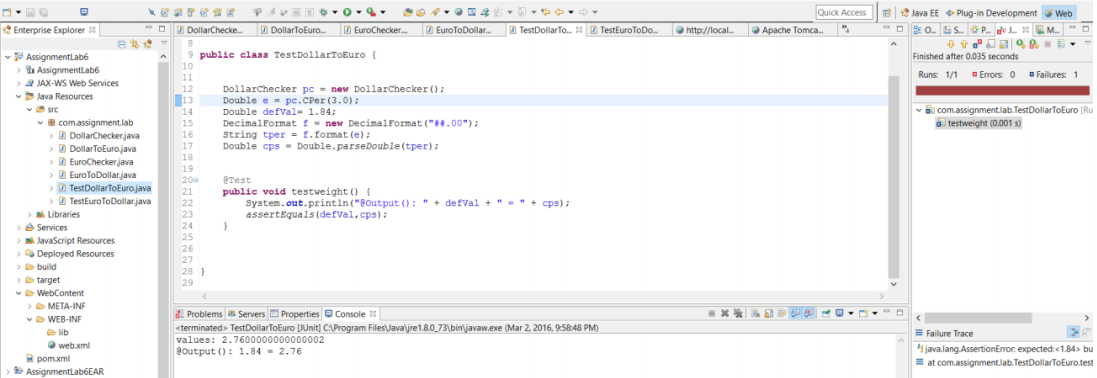 Quick Access
Java EE
Plug-in Development
Web
Enterprise Explorer
AssignmentLab6
AssignmentLab6
JAX-WS Web Services
Java Resources
src
com.assignment.lab
DollarChecker.java
DollarToEuro.java
EuroChecker.java
EuroToDollar.java
TestDollarToEuro.java
TestEuroToDollar.java
Libraries
Services
JavaScript Resources
Deployed Resources
build
target
WebContent
META-INF
WEB-INF
lib
web.xml
pom.xml
AssignmentLab6EAR
DollarChecke...
DollarToEuro...
EuroChecker....
EuroToDollar...
TestDollarTo...
TestEuroToDo...
http://local...
Apache Tomca...
8
9 public class TestDollarToEuro {
10
11
12 DollarChecker pc = new DollarChecker();
13 Double e = pc.CPer(3.0);
14 Double defVal= 1.84;
15 DecimalFormat f = new DecimalFormat("##.00");
16 String tper = f.format(e);
17 Double cps = Double.parseDouble(tper);
18
19
20 @Test
21 public void testweight() {
22 System.out.println("@Output(): " + defVal + " = " + cps);
23 assertEquals(defVal,cps);
24 }
25
26
27
28 }
29
Problems
Servers
Properties
Console
<terminated> TestDollarToEuro [JUnit] C:\Program Files\Java\jre1.8.0_73\bin\javaw.exe (Mar 2, 2016, 9:58:48 PM)
values: 2.7600000000000002
@Output(): 1.84 = 2.76
O...
S...
P...
J...
M...
Finished after 0.035 seconds
Runs: 1/1
Errors: 0
Failures: 1
com.assignment.lab.TestDollarToEuro [Ru
testweight (0.001 s)
Failure Trace
java.lang.AssertionError: expected:<1.84> bu
at com.assignment.lab.TestDollarToEuro.test